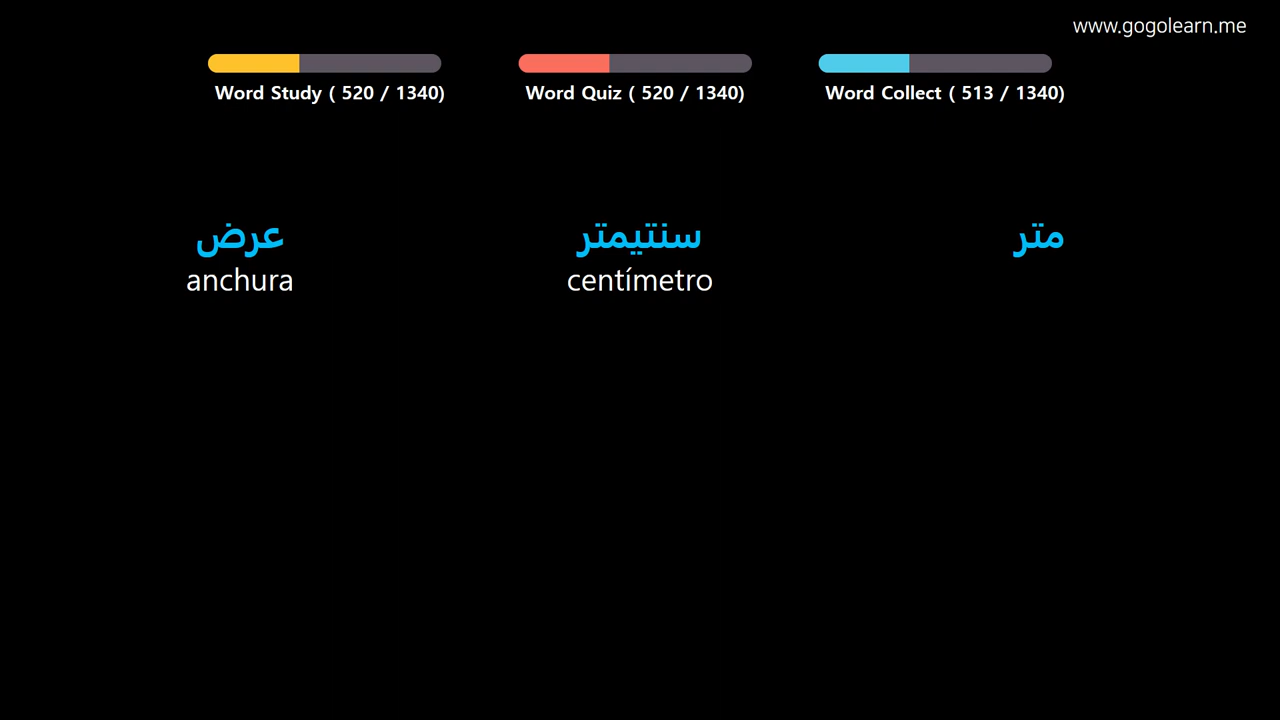 www.gogolearn.me
Word Study ( 520 / 1340)
Word Quiz ( 520 / 1340)
Word Collect ( 513 / 1340)
عرض
anchura
سنتيمتر
centímetro
متر